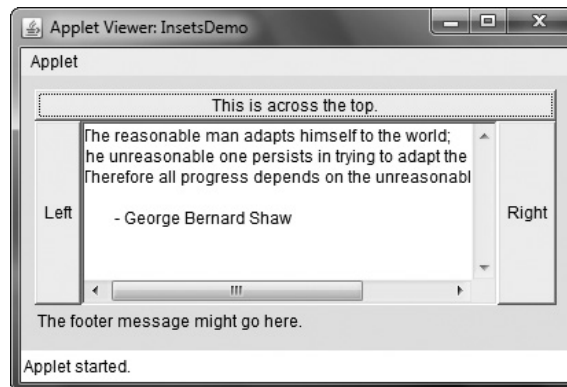 Applet Viewer: InsetsDemo
Applet
This is across the top.
The reasonable man adapts himself to the world;
he unreasonable one persists in trying to adapt the
Therefore all progress depends on the unreasonabl
- George Bernard Shaw
Left
Right
The footer message might go here.
Applet started.